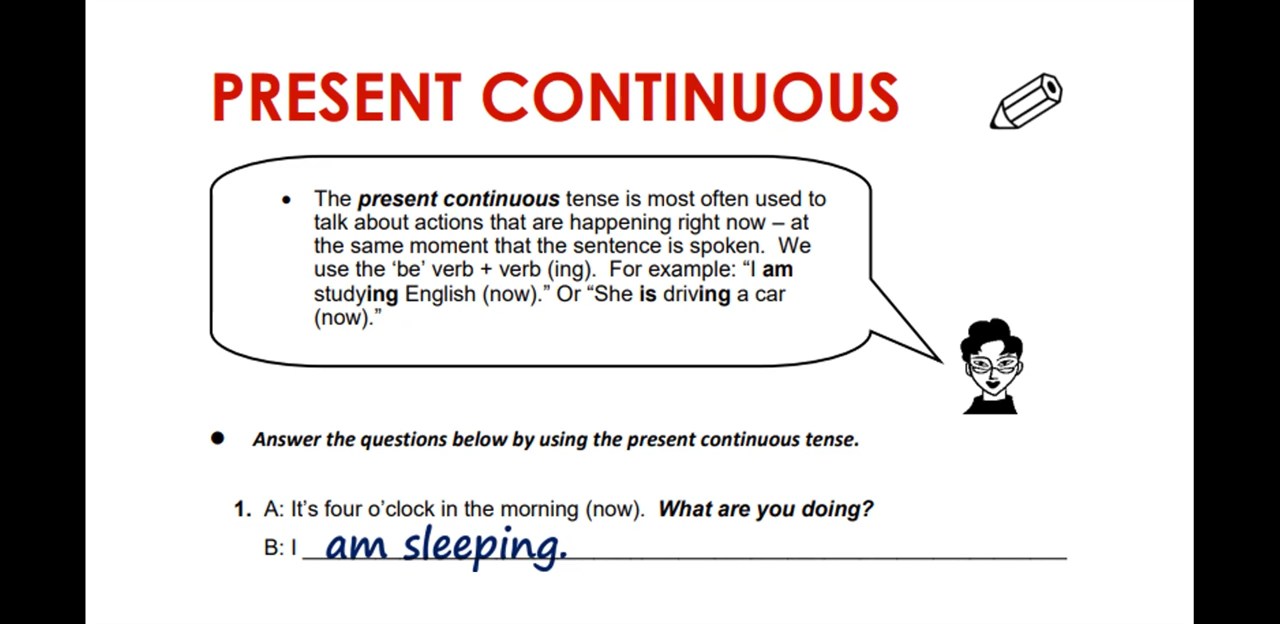 PRESENT CONTINUOUS
• The present continuous tense is most often used to
talk about actions that are happening right now – at
the same moment that the sentence is spoken.  We
use the ‘be’ verb + verb (ing).  For example: “I am
studying English (now).” Or “She is driving a car
(now).”
• Answer the questions below by using the present continuous tense.
1. A: It’s four o’clock in the morning (now).  What are you doing?
B: I am sleeping.